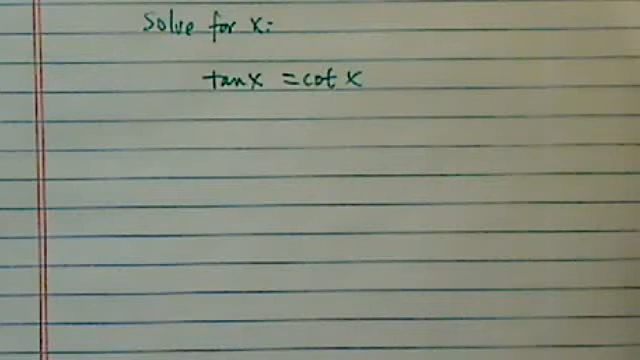 Solve for x:
tan x = cot x